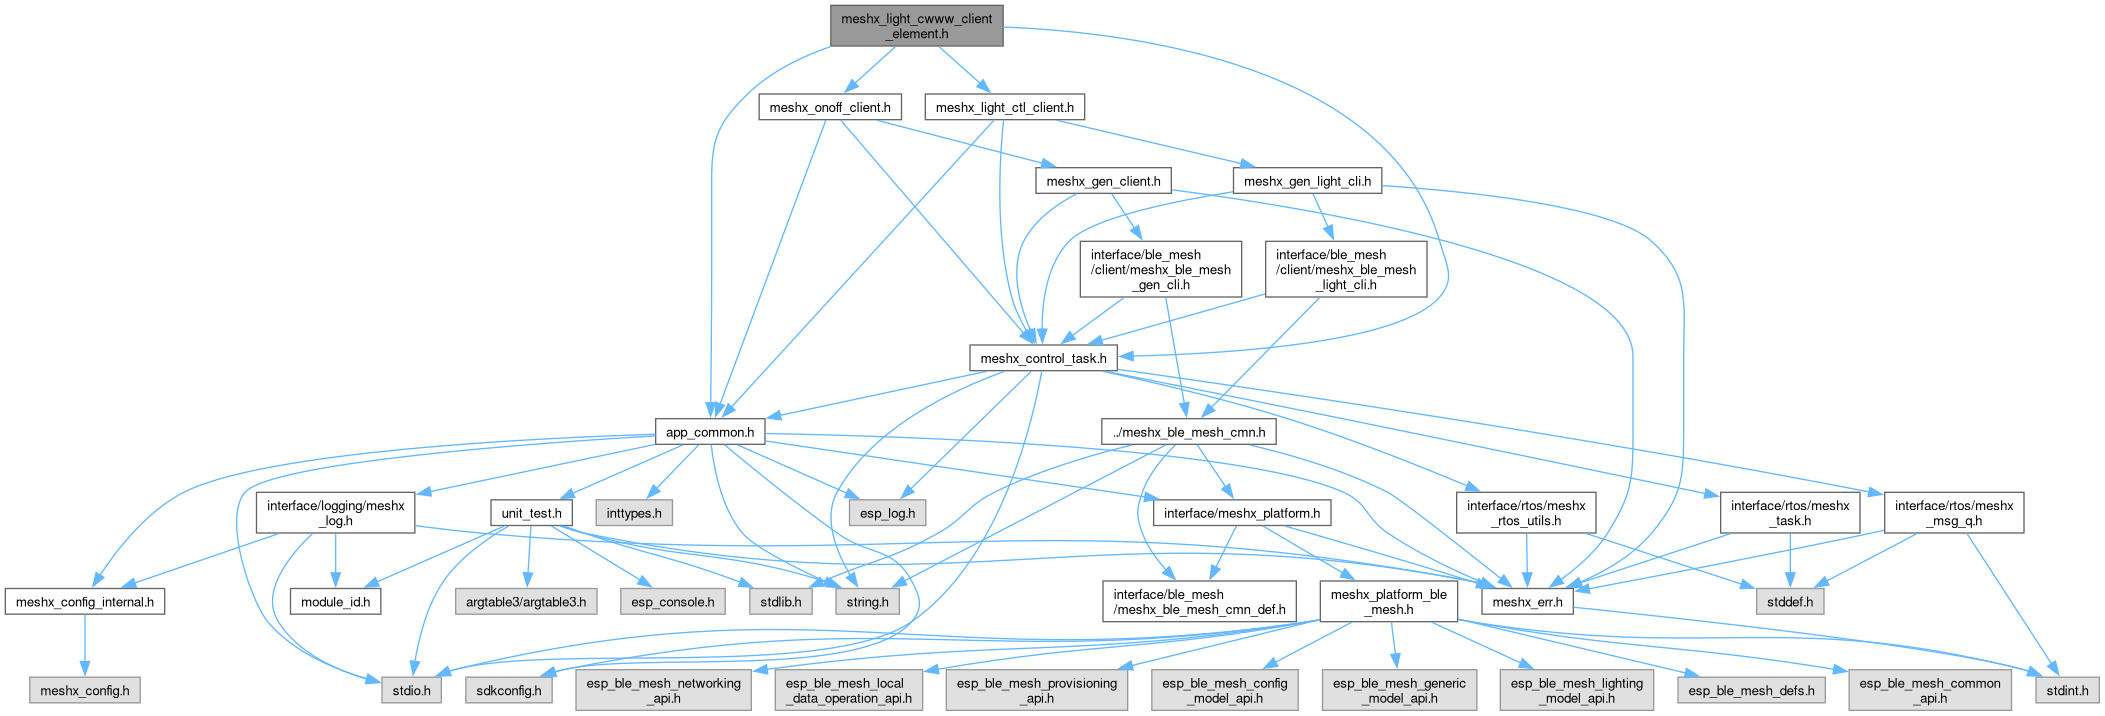 meshx_light_cwww_client
_element.h
meshx_onoff_client.h
meshx_light_ctl_client.h
meshx_gen_client.h
meshx_gen_light_cli.h
interface/ble_mesh
/client/meshx_ble_mesh
_gen_cli.h
interface/ble_mesh
/client/meshx_ble_mesh
_light_cli.h
meshx_control_task.h
app_common.h
../meshx_ble_mesh_cmn.h
interface/logging/meshx
_log.h
unit_test.h
inttypes.h
esp_log.h
interface/meshx_platform.h
interface/rtos/meshx
_rtos_utils.h
interface/rtos/meshx
_task.h
interface/rtos/meshx
_msg_q.h
meshx_config_internal.h
module_id.h
argtable3/argtable3.h
esp_console.h
stdlib.h
string.h
interface/ble_mesh
/meshx_ble_mesh_cmn_def.h
meshx_platform_ble
_mesh.h
meshx_err.h
stddef.h
meshx_config.h
stdio.h
sdkconfig.h
esp_ble_mesh_networking
_api.h
esp_ble_mesh_local
_data_operation_api.h
esp_ble_mesh_provisioning
_api.h
esp_ble_mesh_config
_model_api.h
esp_ble_mesh_generic
_model_api.h
esp_ble_mesh_lighting
_model_api.h
esp_ble_mesh_defs.h
esp_ble_mesh_common
_api.h
stdint.h